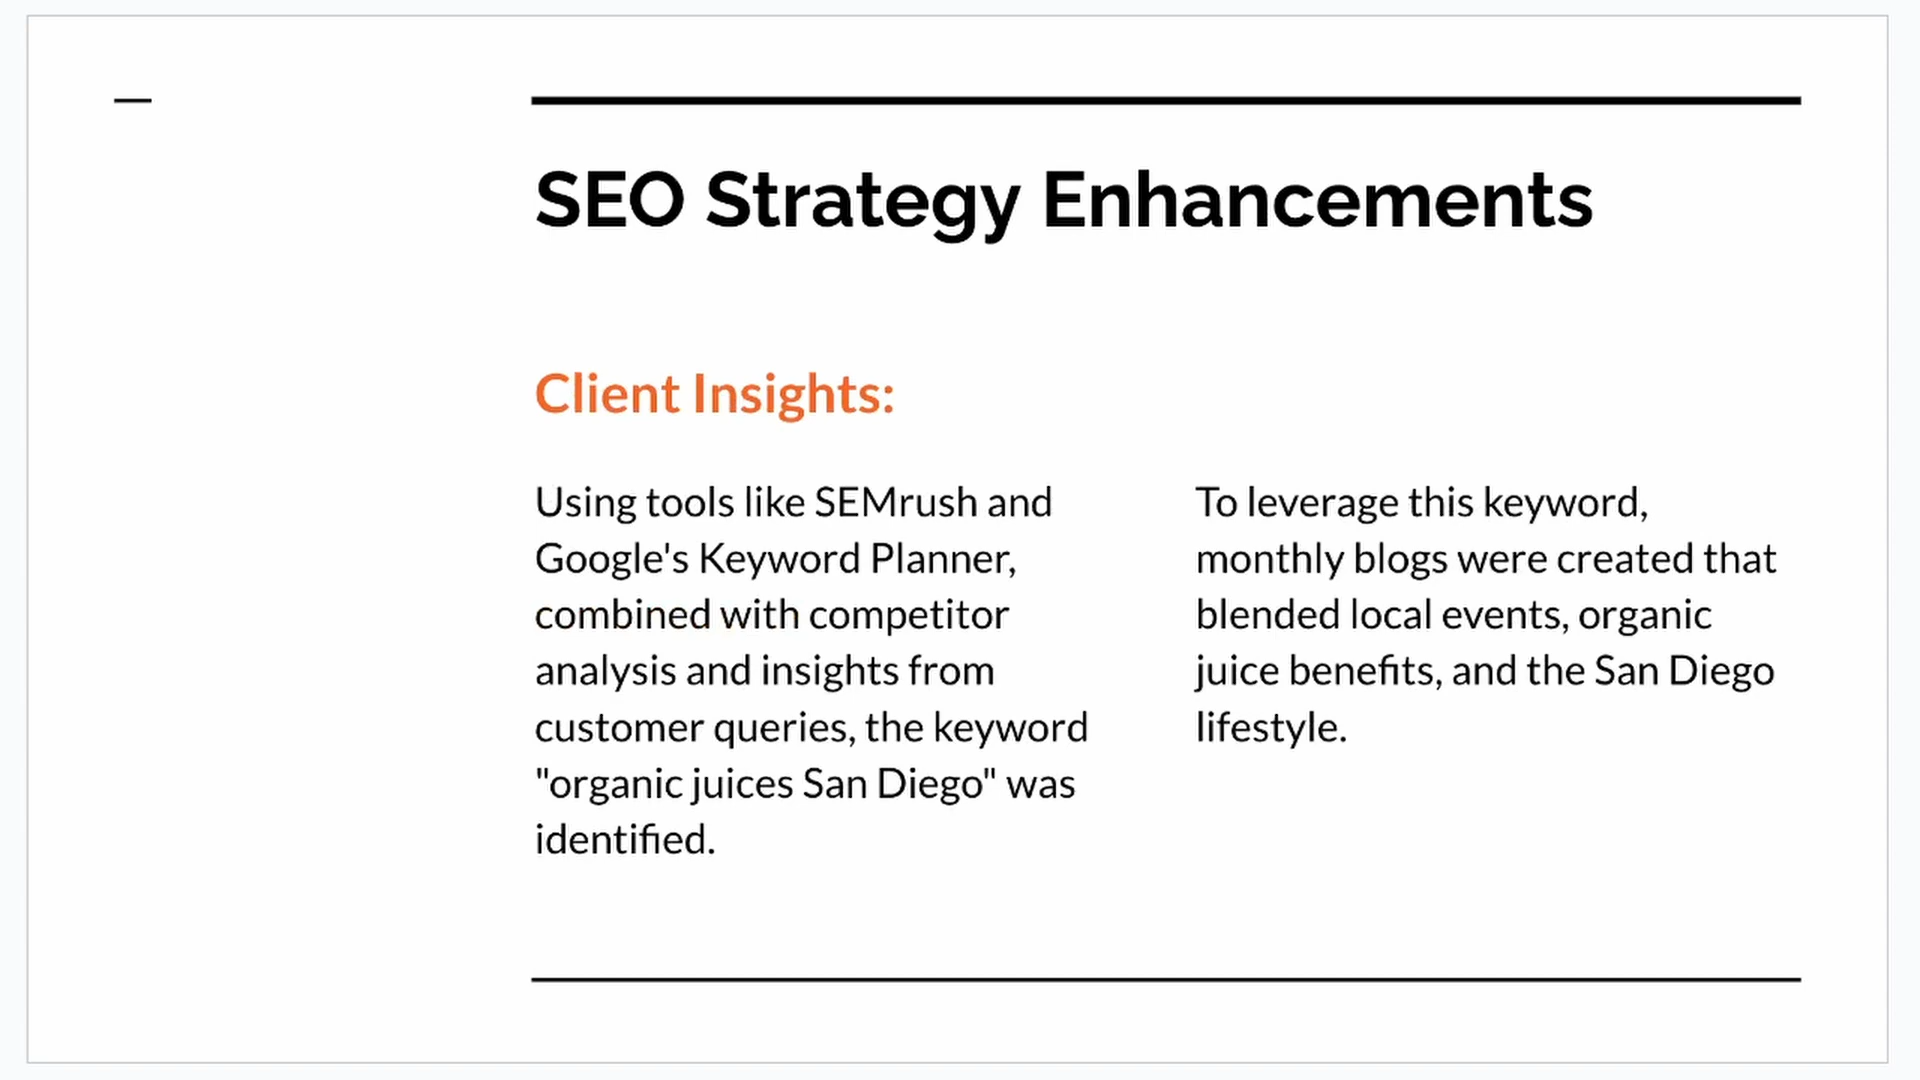 SEO Strategy Enhancements
Client Insights:
Using tools like SEMrush and
Google's Keyword Planner,
combined with competitor
analysis and insights from
customer queries, the keyword
"organic juices San Diego" was
identified.
To leverage this keyword,
monthly blogs were created that
blended local events, organic
juice benefits, and the San Diego
lifestyle.